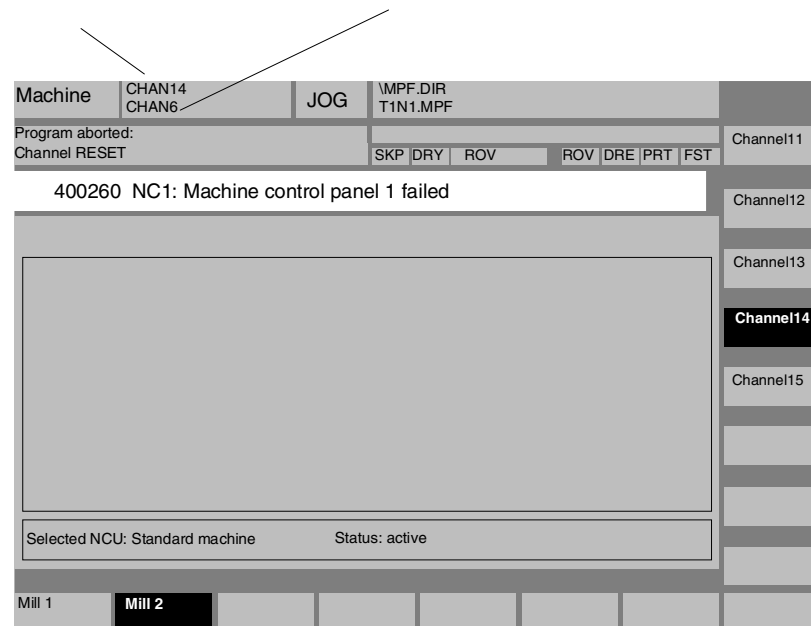 Machine
CHAN14
CHAN6
JOG
\MPF.DIR
T1N1.MPF
Program aborted:
Channel RESET
SKP DRY ROV ROV DRE PRT FST
400260 NC1: Machine control panel 1 failed
Channel11
Channel12
Channel13
Channel14
Channel15
Selected NCU: Standard machine Status: active
Mill 1 Mill 2